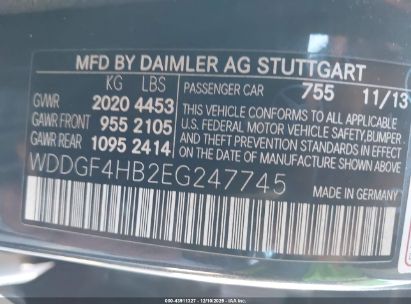 MFD BY DAIMLER AG STUTTGART
KG LBS
GVWR 2020 4453
GAWR FRONT 955 2105
GAWR REAR 1095 2414
PASSENGER CAR 755 11/13
THIS VEHICLE CONFORMS TO ALL APPLICABLE
U.S. FEDERAL MOTOR VEHICLE SAFETY, BUMPER,
AND THEFT PREVENTION STANDARDS IN EFFECT
ON THE DATE OF MANUFACTURE SHOWN ABOVE.
WDDGF4HB2EG247745
MADE IN GERMANY